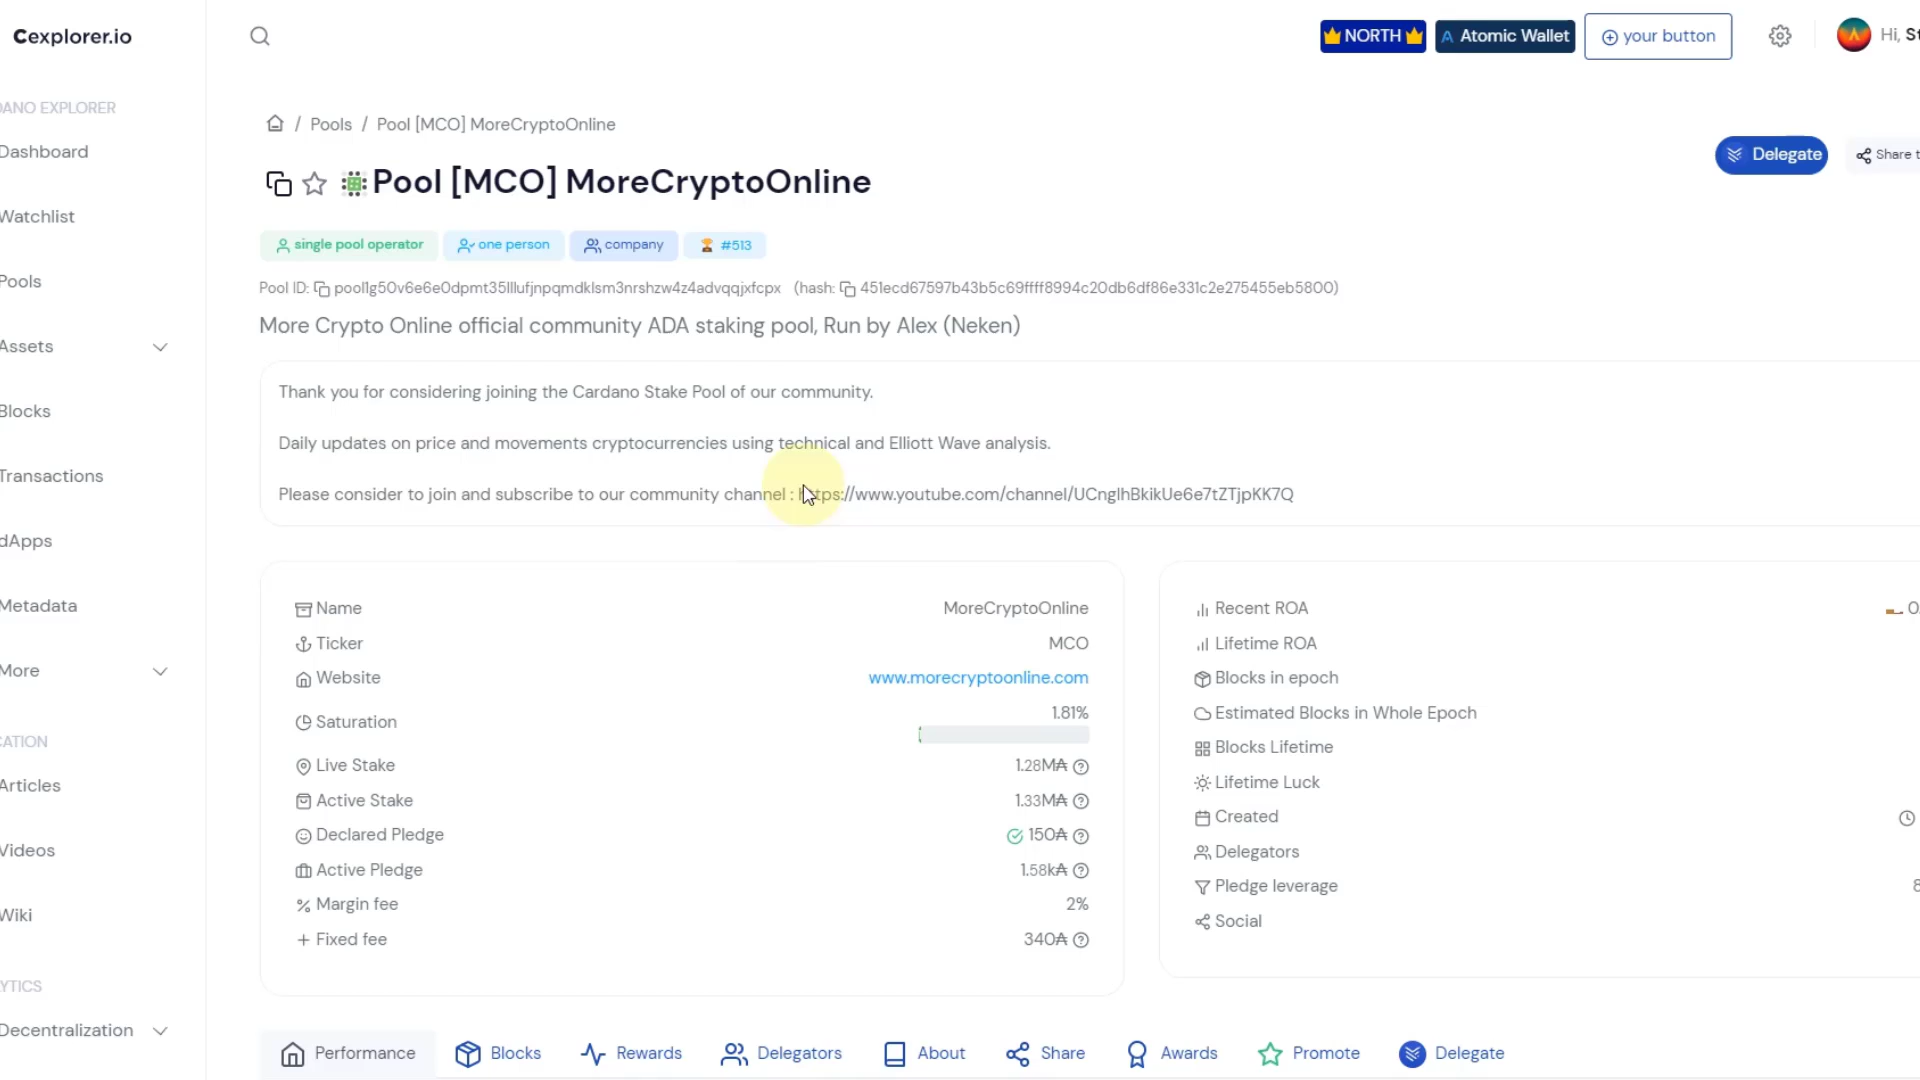 Cexplorer.io
NORTH
Atomic Wallet
your button
Hi, St
DANO EXPLORER
Dashboard
Watchlist
Pools
Assets
Blocks
Transactions
dApps
Metadata
More
CATION
Articles
Videos
Wiki
YTICS
Decentralization
/ Pools / Pool [MCO] MoreCryptoOnline
Delegate
Share t
Pool [MCO] MoreCryptoOnline
single pool operator
one person
company
#513
Pool ID: pool1g50v6e6e0dpmt35lllufjnpqmdklsm3nrshzw4z4advqqjxfcpx (hash: 451ecd67597b43b5c69ffff8994c20db6df86e331c2e275455eb5800)
More Crypto Online official community ADA staking pool, Run by Alex (Neken)
Thank you for considering joining the Cardano Stake Pool of our community.
Daily updates on price and movements cryptocurrencies using technical and Elliott Wave analysis.
Please consider to join and subscribe to our community channel : https://www.youtube.com/channel/UCngIhBkikUe6e7tZTjpKK7Q
Name MoreCryptoOnline
Ticker MCO
Website www.morecryptoonline.com
Saturation 1.81%
Live Stake 1.28M₳
Active Stake 1.33M₳
Declared Pledge 150₳
Active Pledge 1.58k₳
Margin fee 2%
Fixed fee 340₳
Recent ROA 0.
Lifetime ROA
Blocks in epoch
Estimated Blocks in Whole Epoch
Blocks Lifetime
Lifetime Luck
Created
Delegators
Pledge leverage 8
Social
Performance
Blocks
Rewards
Delegators
About
Share
Awards
Promote
Delegate